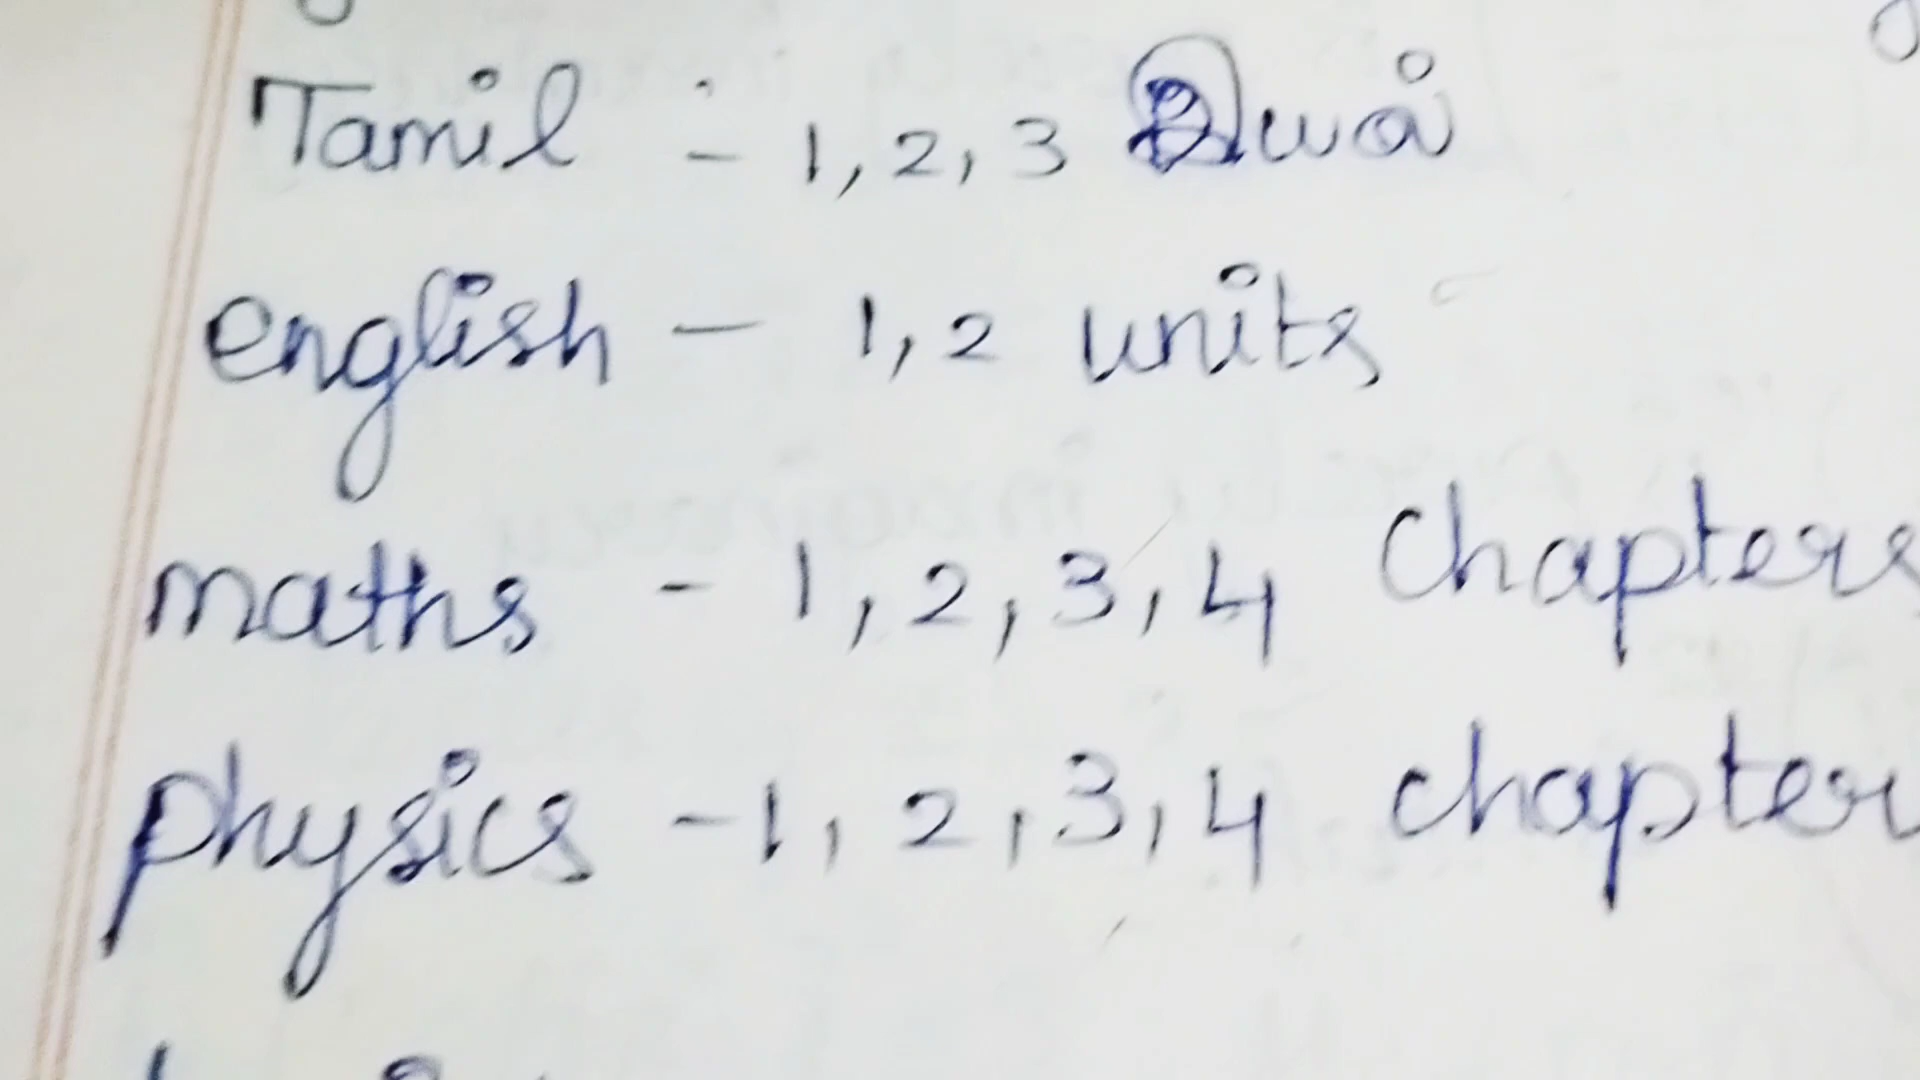 Tamil :- 1, 2, 3 இயல்
english - 1, 2 units
maths - 1, 2, 3, 4 Chapters
physics - 1, 2, 3, 4 chapter